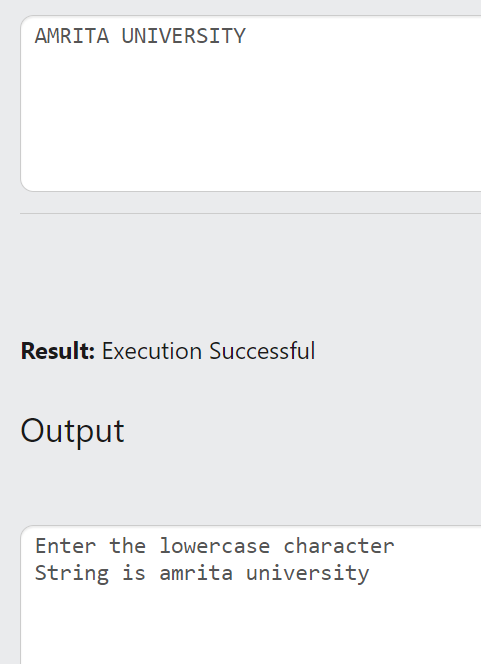 AMRITA UNIVERSITY
Result: Execution Successful
Output
Enter the lowercase character
String is amrita university